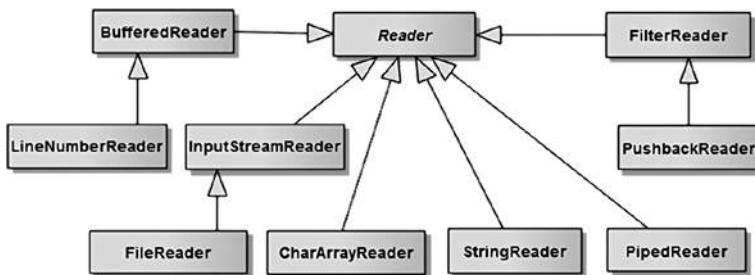 BufferedReader
Reader
FilterReader
LineNumberReader
InputStreamReader
PushbackReader
FileReader
CharArrayReader
StringReader
PipedReader